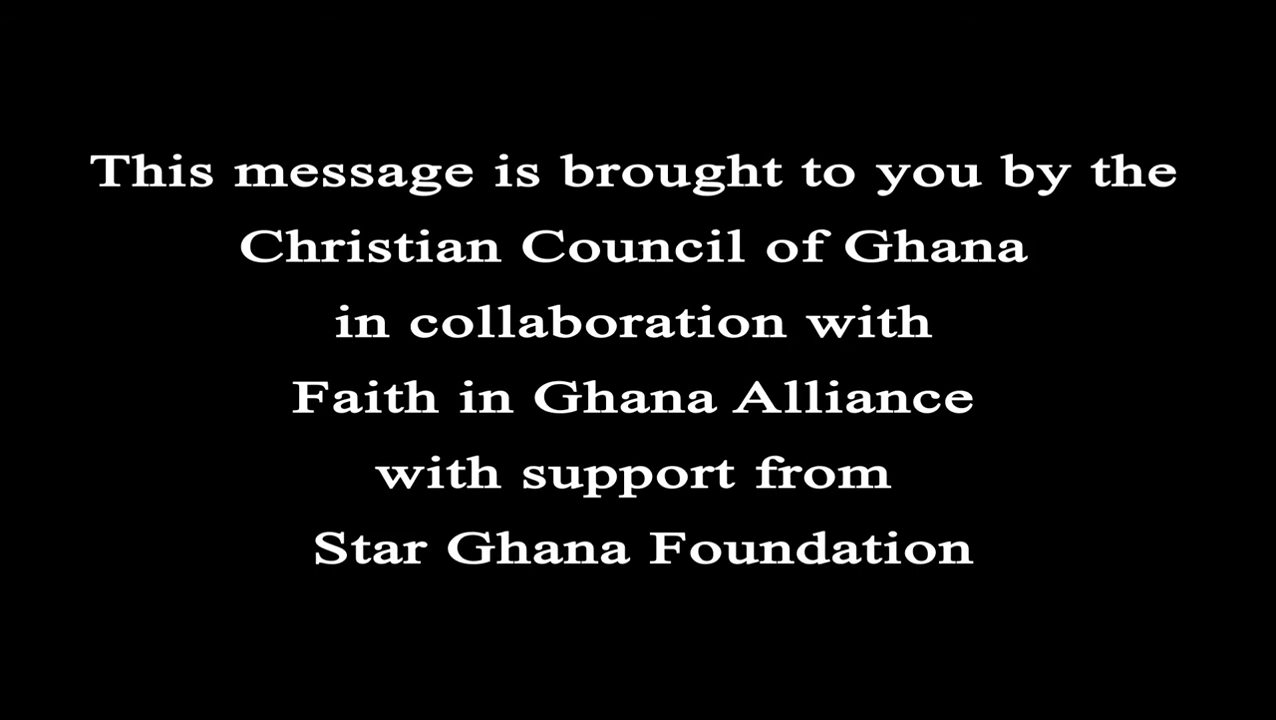 This message is brought to you by the
Christian Council of Ghana
in collaboration with
Faith in Ghana Alliance
with support from
Star Ghana Foundation